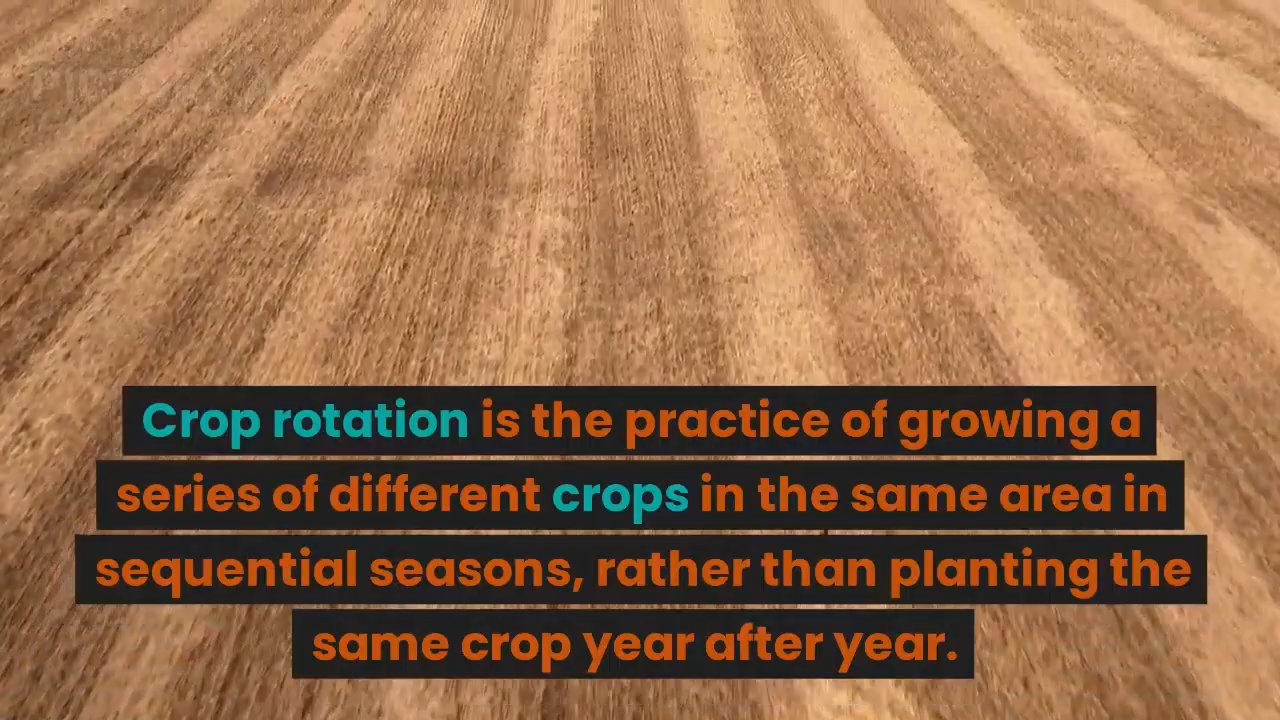 Crop rotation is the practice of growing a
series of different crops in the same area in
sequential seasons, rather than planting the
same crop year after year.